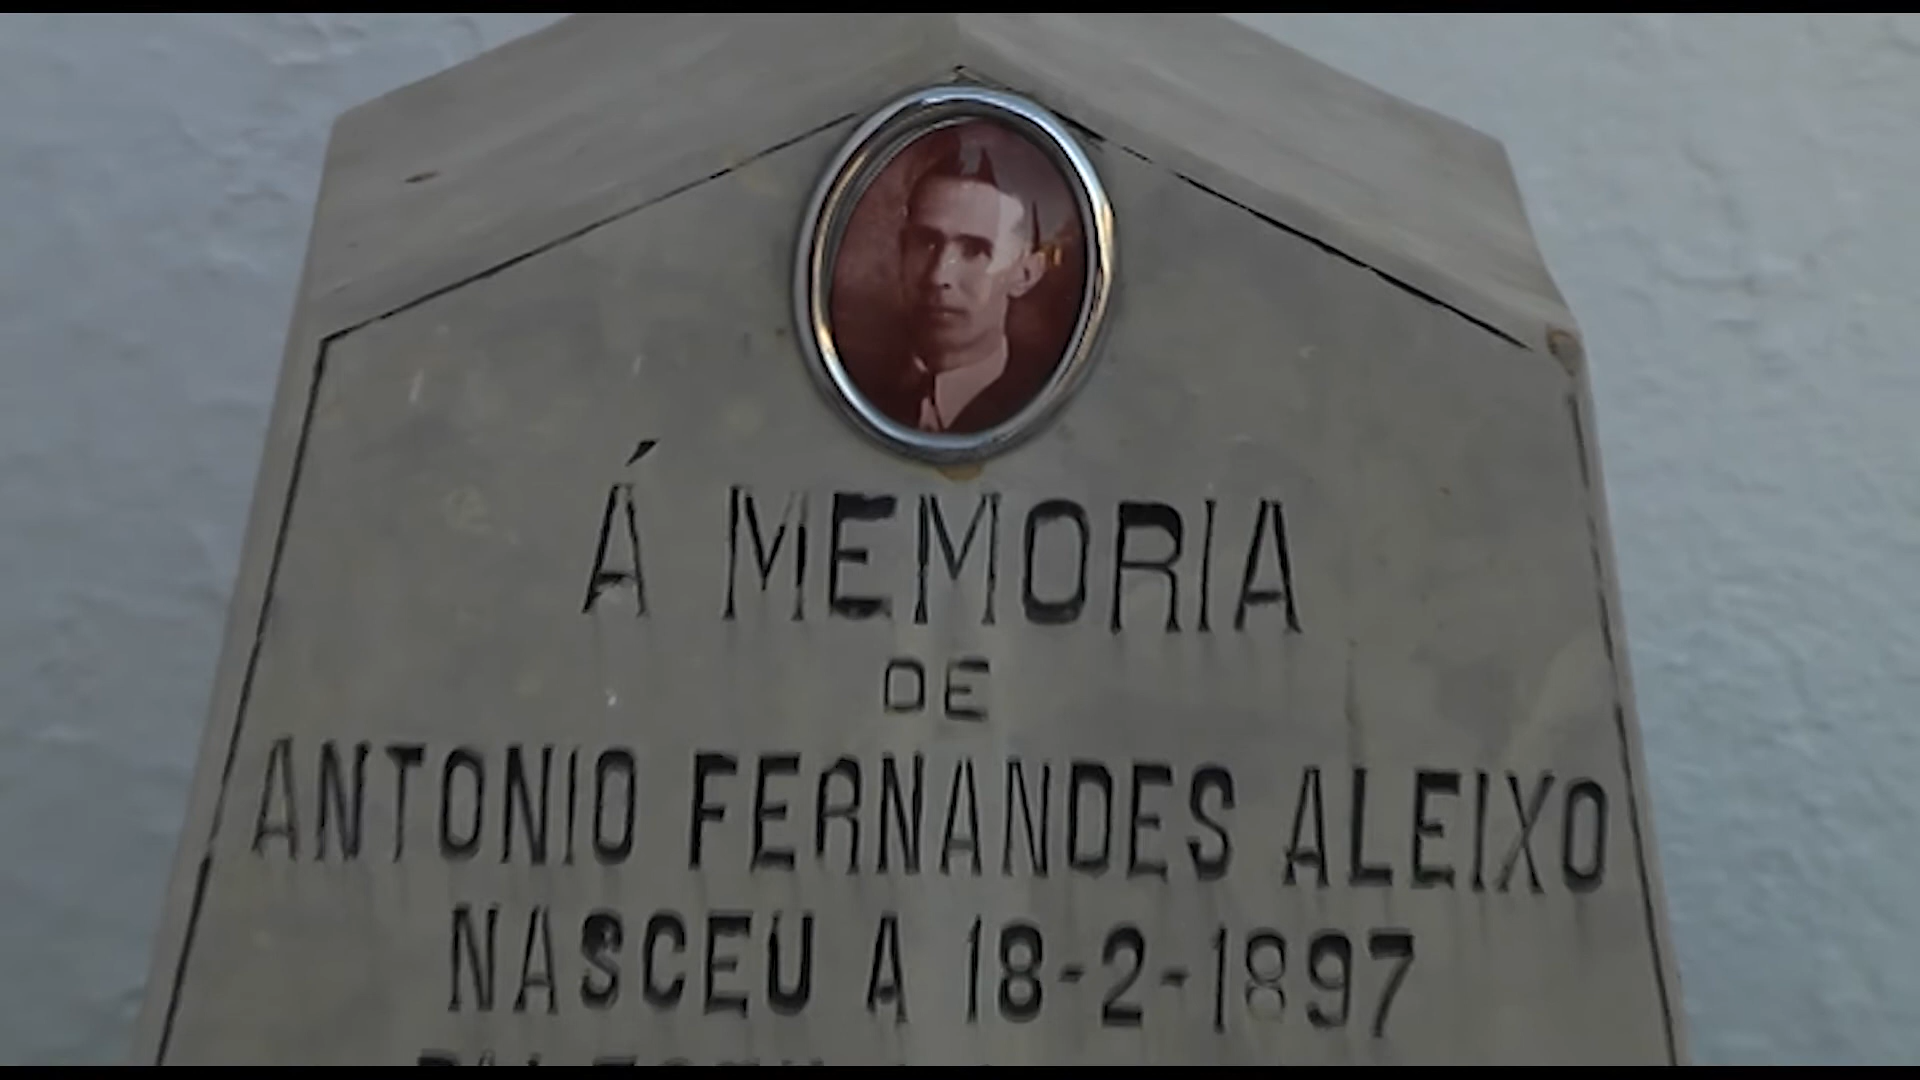 Á MEMORIA
DE
ANTONIO FERNANDES ALEIXO
NASCEU A 18-2-1897